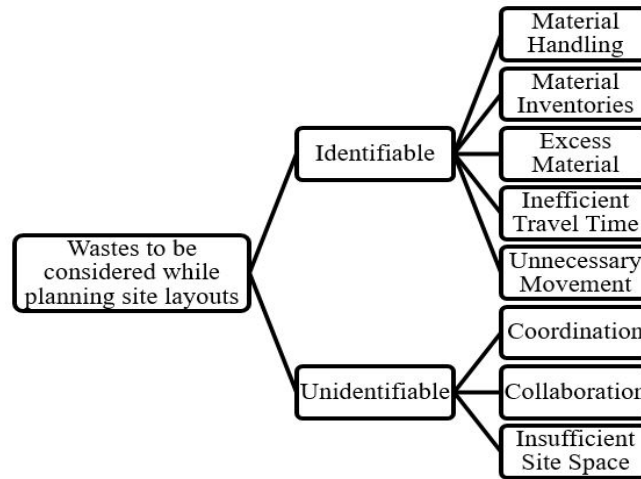 Material
Handling
Material
Inventories
Identifiable
Excess
Material
Inefficient
Travel Time
Wastes to be
considered while
planning site layouts
Unnecessary
Movement
Coordination
Unidentifiable
Collaboration
Insufficient
Site Space